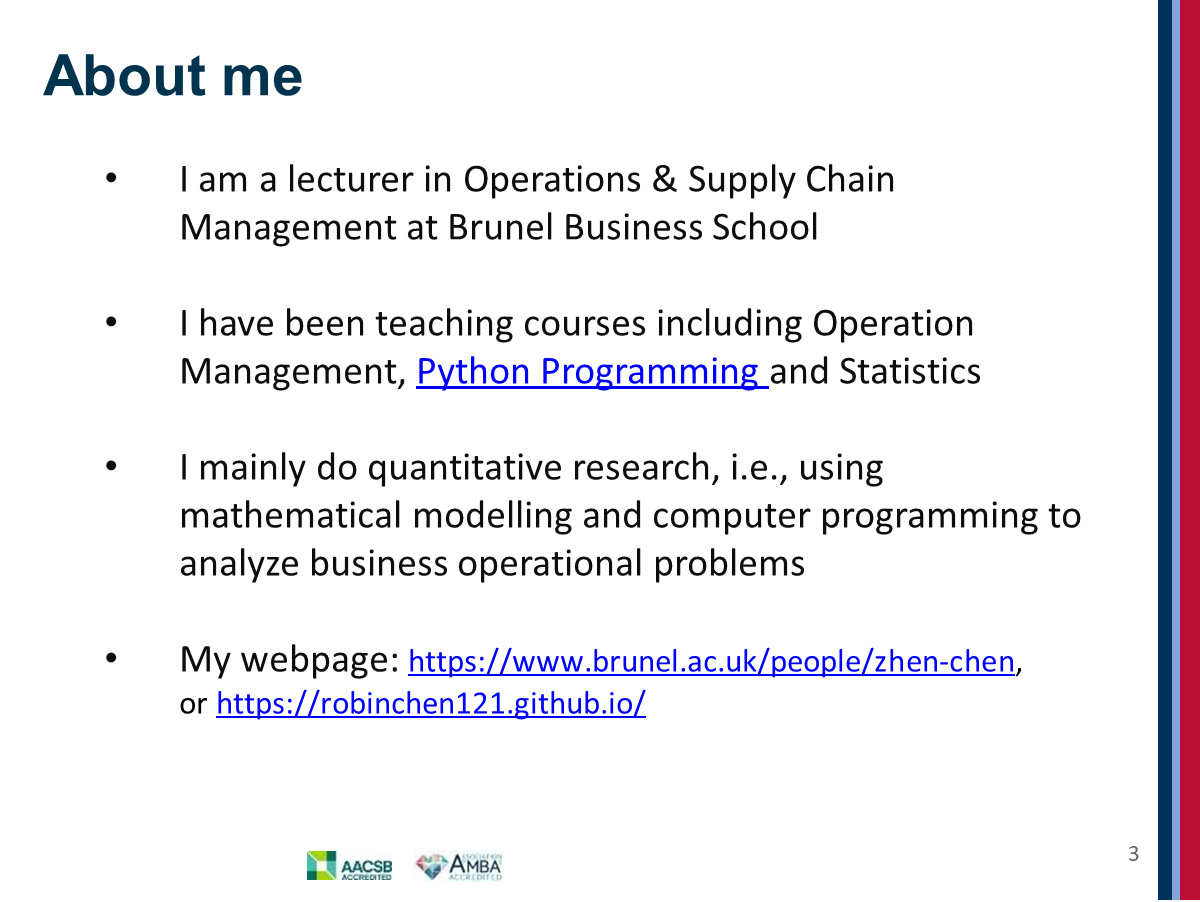 About me
• I am a lecturer in Operations & Supply Chain
Management at Brunel Business School
• I have been teaching courses including Operation
Management, Python Programming and Statistics
• I mainly do quantitative research, i.e., using
mathematical modelling and computer programming to
analyze business operational problems
• My webpage: https://www.brunel.ac.uk/people/zhen-chen,
or https://robinchen121.github.io/
AACSB
ACCREDITED
ASSOCIATION
AMBA
ACCREDITED
3